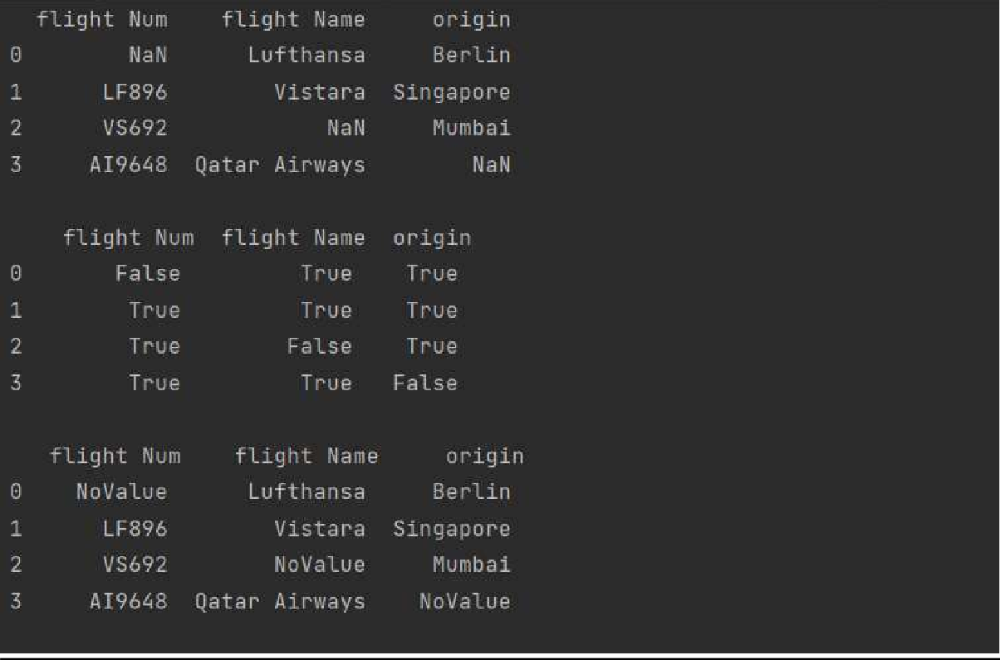 flight Num flight Name origin
0 NaN Lufthansa Berlin
1 LF896 Vistara Singapore
2 VS692 NaN Mumbai
3 AI9648 Qatar Airways NaN
flight Num flight Name origin
0 False True True
1 True True True
2 True False True
3 True True False
flight Num flight Name origin
0 NoValue Lufthansa Berlin
1 LF896 Vistara Singapore
2 VS692 NoValue Mumbai
3 AI9648 Qatar Airways NoValue